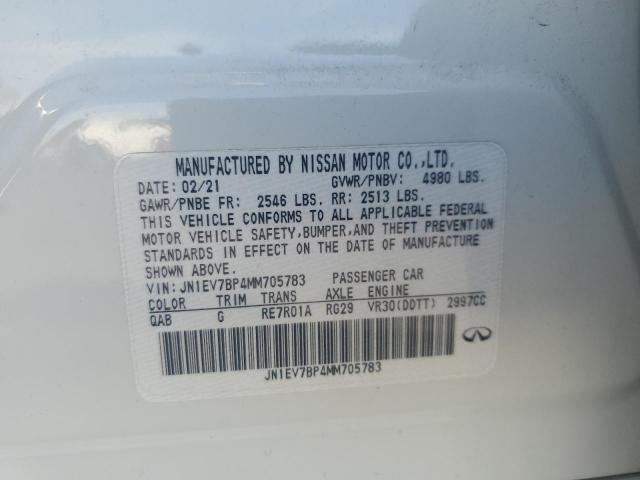 MANUFACTURED BY NISSAN MOTOR CO.,LTD.
DATE: 02/21 GVWR/PNBV: 4980 LBS.
GAWR/PNBE FR: 2546 LBS. RR: 2513 LBS.
THIS VEHICLE CONFORMS TO ALL APPLICABLE FEDERAL
MOTOR VEHICLE SAFETY,BUMPER,AND THEFT PREVENTION
STANDARDS IN EFFECT ON THE DATE OF MANUFACTURE
SHOWN ABOVE.
VIN: JN1EV7BP4MM705783 PASSENGER CAR
COLOR TRIM TRANS AXLE ENGINE
QAB G RE7R01A RG29 VR30(DDTT) 2997CC
JN1EV7BP4MM705783